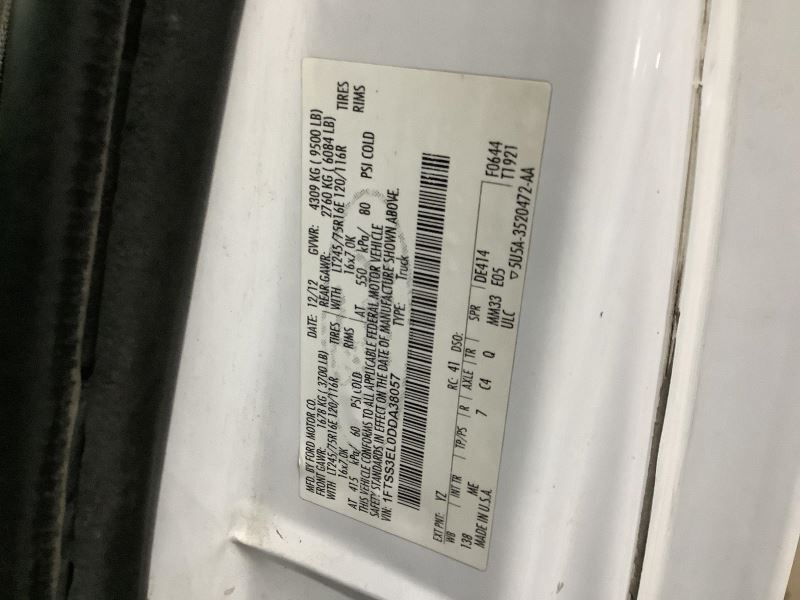 MFD. BY FORD MOTOR CO. DATE: 12/12 GVWR: 4309 KG ( 9500 LB)
FRONT GAWR: 1678 KG (3700 LB) REAR GAWR: 2760 KG ( 6084 LB)
WITH LT245/75R16E 120/116R TIRES WITH LT245/75R16E 120/116R TIRES
16x7.0K RIMS 16x7.0K RIMS
AT 415 kPa/ 60 PSI COLD AT 550 kPa/ 80 PSI COLD
THIS VEHICLE CONFORMS TO ALL APPLICABLE FEDERAL MOTOR VEHICLE
SAFETY STANDARDS IN EFFECT ON THE DATE OF MANUFACTURE SHOWN ABOVE.
VIN: 1FTSS3EL0DDA38057 TYPE: Truck
EXT PNT: YZ RC: 41 DSO: F0644
WB INT TR TP/PS R AXLE TR SPR DE414 T1921
138 ME 7 C4 Q MM33 E05
MADE IN U.S.A. ULC ▽5U5A-3520472-AA